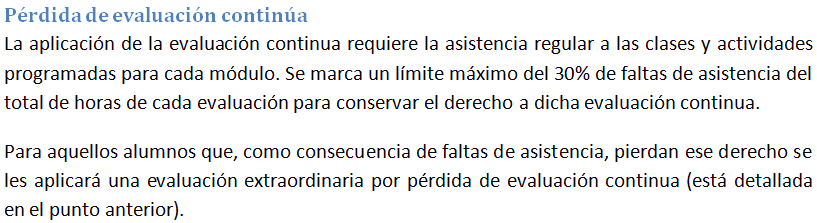 Pérdida de evaluación continúa
La aplicación de la evaluación continua requiere la asistencia regular a las clases y actividades
programadas para cada módulo. Se marca un límite máximo del 30% de faltas de asistencia del
total de horas de cada evaluación para conservar el derecho a dicha evaluación continua.
Para aquellos alumnos que, como consecuencia de faltas de asistencia, pierdan ese derecho se
les aplicará una evaluación extraordinaria por pérdida de evaluación continua (está detallada
en el punto anterior).